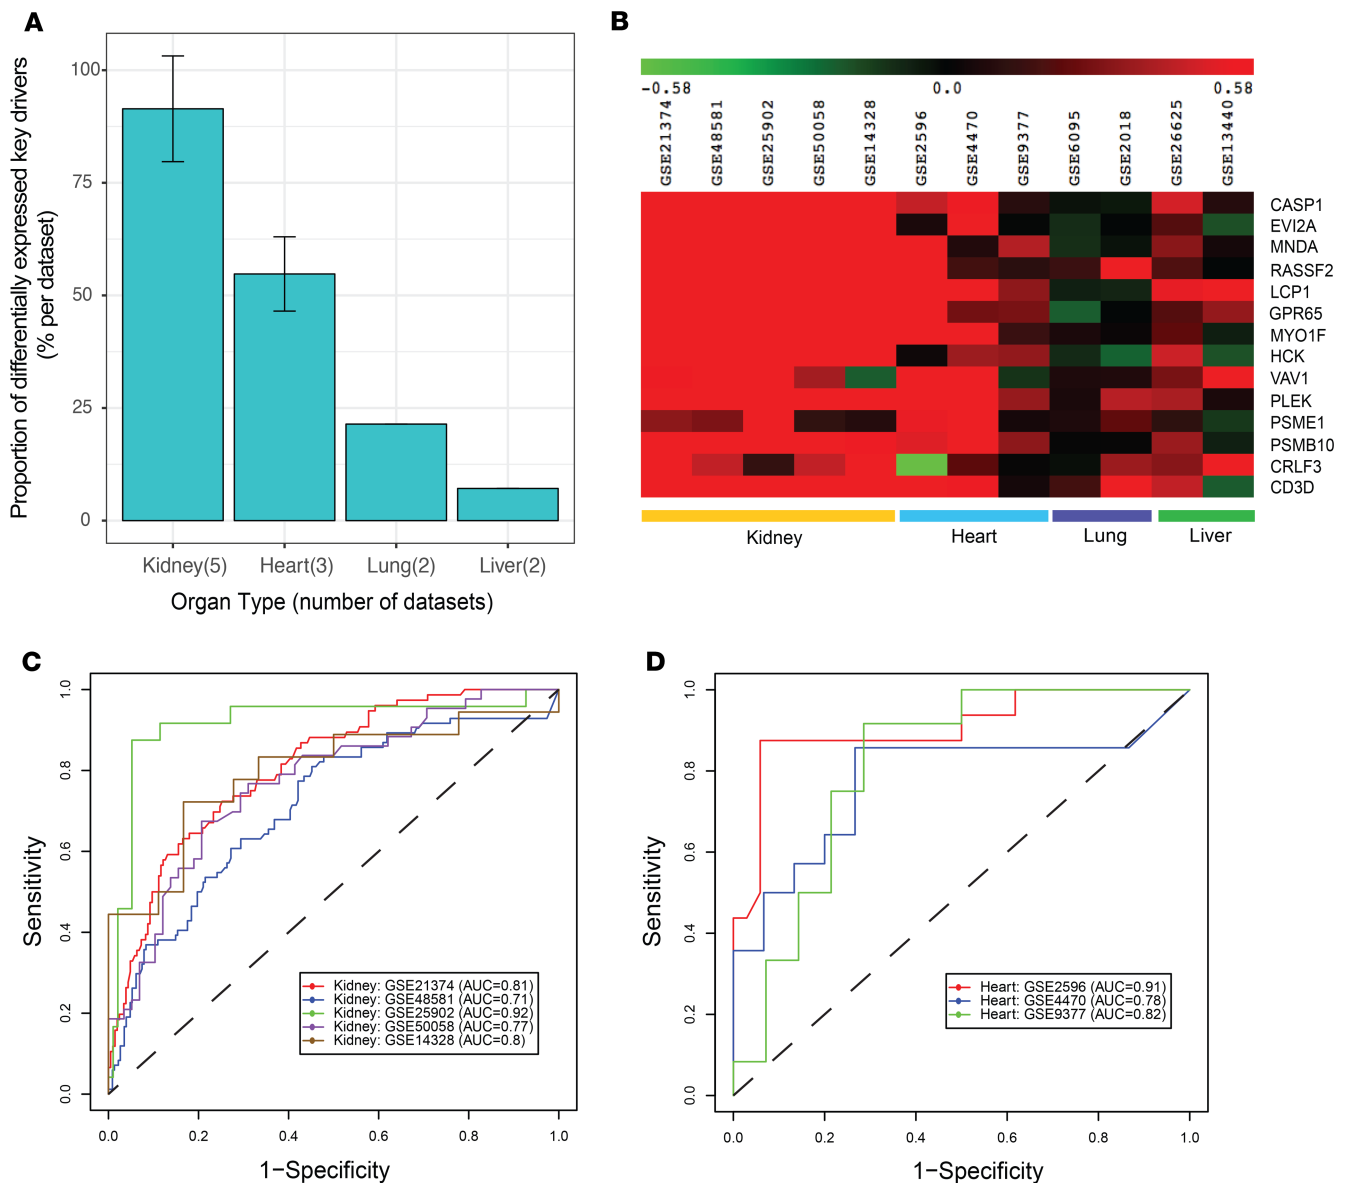 A
Proportion of differentially expressed key drivers
(% per dataset)
100
75
50
25
0
Kidney(5)
Heart(3)
Lung(2)
Liver(2)
Organ Type (number of datasets)
B
-0.58
0.0
0.58
GSE21374
GSE48581
GSE25902
GSE50058
GSE14328
GSE2596
GSE4470
GSE9377
GSE6095
GSE2018
GSE26625
GSE13440
CASP1
EVI2A
MNDA
RASSF2
LCP1
GPR65
MYO1F
HCK
VAV1
PLEK
PSME1
PSMB10
CRLF3
CD3D
Kidney
Heart
Lung
Liver
C
Sensitivity
1.0
0.8
0.6
0.4
0.2
0.0
Kidney: GSE21374 (AUC=0.81)
Kidney: GSE48581 (AUC=0.71)
Kidney: GSE25902 (AUC=0.92)
Kidney: GSE50058 (AUC=0.77)
Kidney: GSE14328 (AUC=0.8)
0.0
0.2
0.4
0.6
0.8
1.0
1−Specificity
D
Sensitivity
1.0
0.8
0.6
0.4
0.2
0.0
Heart: GSE2596 (AUC=0.91)
Heart: GSE4470 (AUC=0.78)
Heart: GSE9377 (AUC=0.82)
0.0
0.2
0.4
0.6
0.8
1.0
1−Specificity